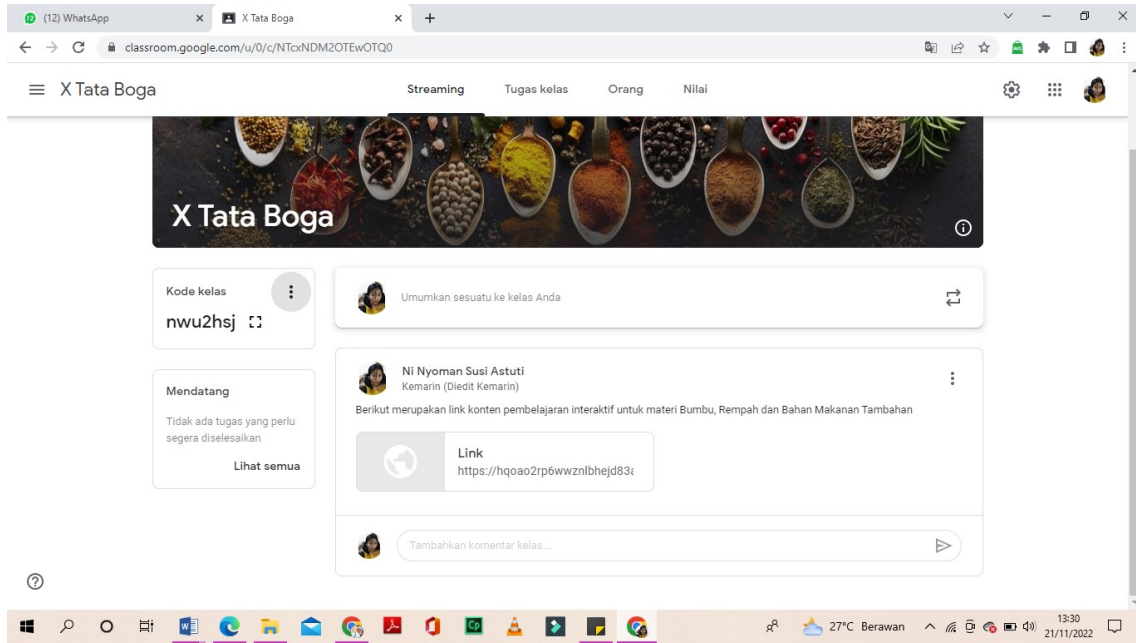 (12) WhatsApp
X Tata Boga
classroom.google.com/u/0/c/NTcxNDM2OTEwOTQ0
X Tata Boga
Streaming
Tugas kelas
Orang
Nilai
X Tata Boga
Kode kelas
nwu2hsj
Umumkan sesuatu ke kelas Anda
Mendatang
Tidak ada tugas yang perlu
segera diselesaikan
Lihat semua
Ni Nyoman Susi Astuti
Kemarin (Diedit Kemarin)
Berikut merupakan link konten pembelajaran interaktif untuk materi Bumbu, Rempah dan Bahan Makanan Tambahan
Link
https://hqoao2rp6wwznlbhejd83a
Tambahkan komentar kelas...
27°C Berawan
13:30
21/11/2022